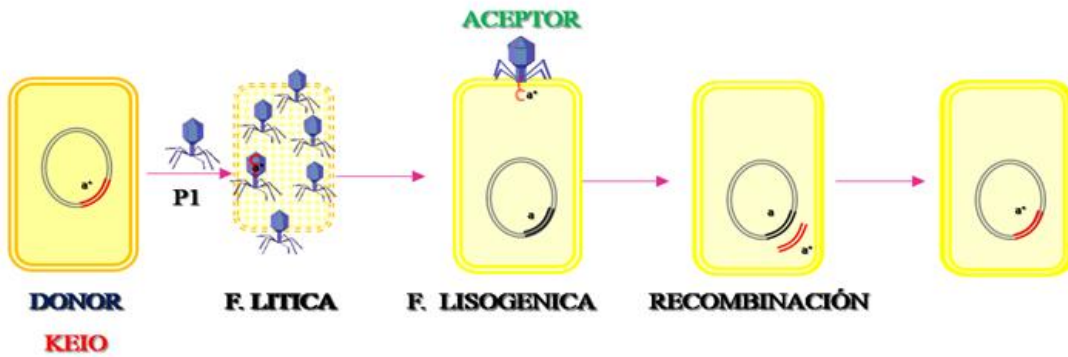 ACEPTOR
a⁺
a⁺
a⁺
a
a
a⁺
a⁺
P1
DONOR
F. LITICA
F. LISOGENICA
RECOMBINACIÓN
KEIO